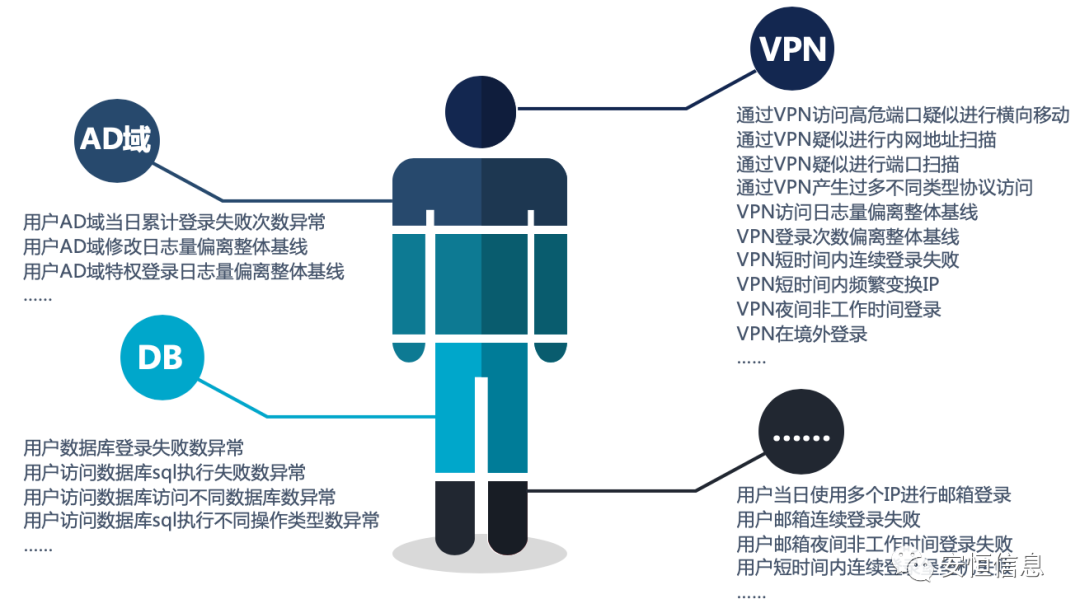 VPN
通过VPN访问高危端口疑似进行横向移动
通过VPN疑似进行内网地址扫描
通过VPN疑似进行端口扫描
通过VPN产生过多不同类型协议访问
VPN访问日志量偏离整体基线
VPN登录次数偏离整体基线
VPN短时间内连续登录失败
VPN短时间内频繁变换IP
VPN夜间非工作时间登录
VPN在境外登录
……
AD域
用户AD域当日累计登录失败次数异常
用户AD域修改日志量偏离整体基线
用户AD域特权登录日志量偏离整体基线
……
DB
用户数据库登录失败数异常
用户访问数据库sql执行失败数异常
用户访问数据库访问不同数据库数异常
用户访问数据库sql执行不同操作类型数异常
……
……
用户当日使用多个IP进行邮箱登录
用户邮箱连续登录失败
用户邮箱夜间非工作时间登录失败
用户短时间内连续登
……
安恒信息